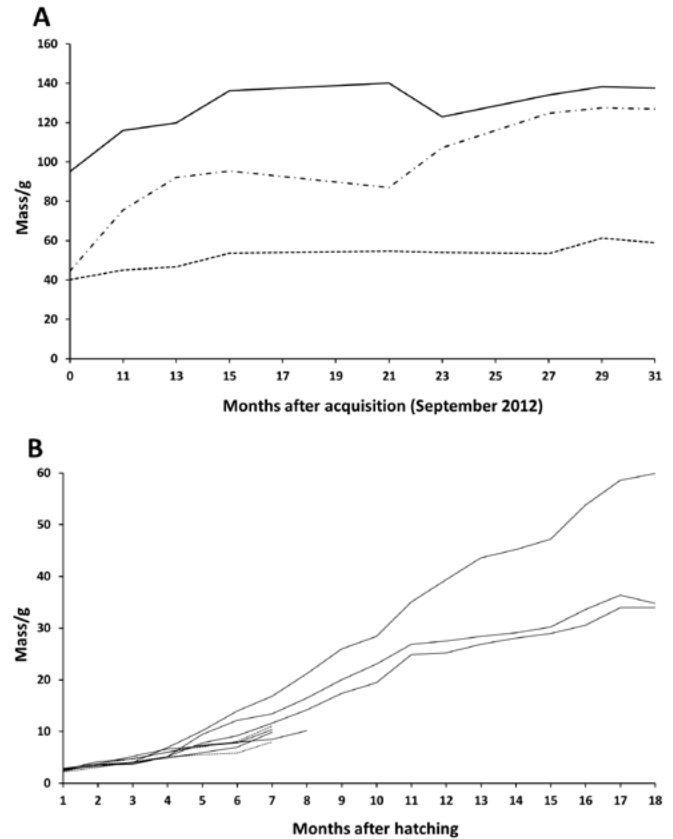 A
160
140
120
100
80
60
40
20
0
Mass/g
0 11 13 15 17 19 21 23 25 27 29 31
Months after acquisition (September 2012)
B
60
50
40
30
20
10
0
Mass/g
1 2 3 4 5 6 7 8 9 10 11 12 13 14 15 16 17 18
Months after hatching